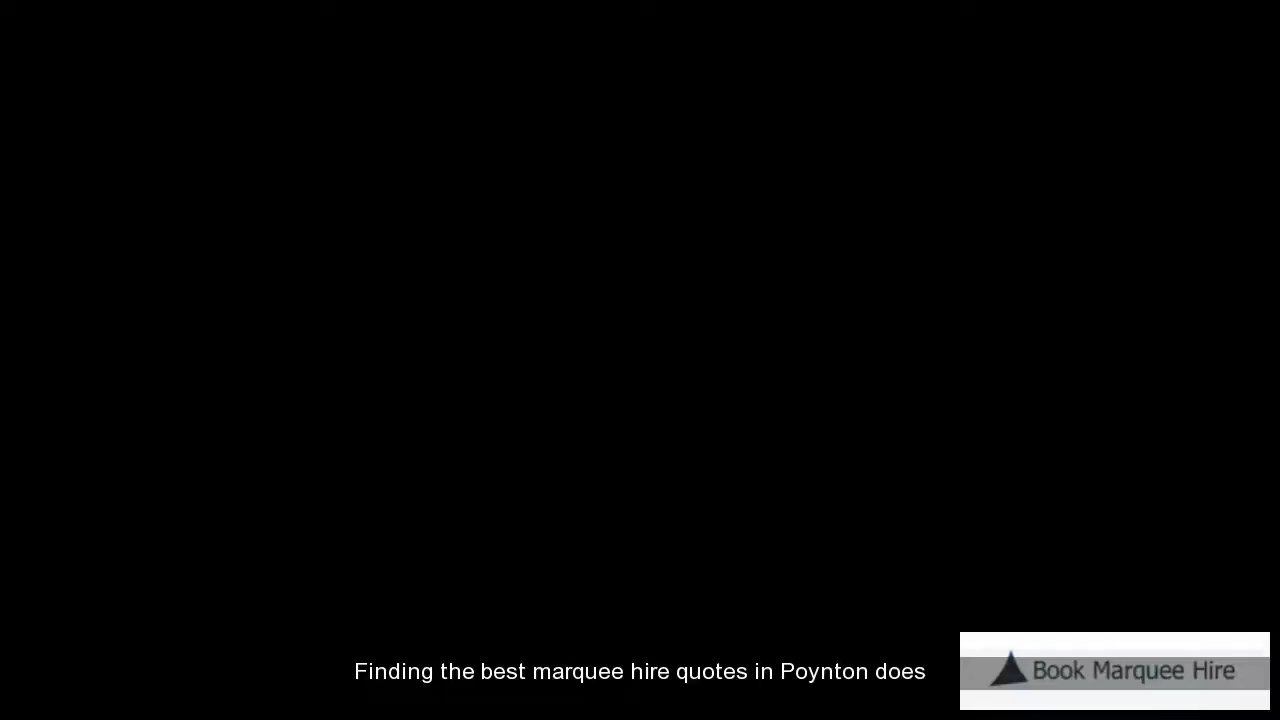 Finding the best marquee hire quotes in Poynton does
Book Marquee Hire